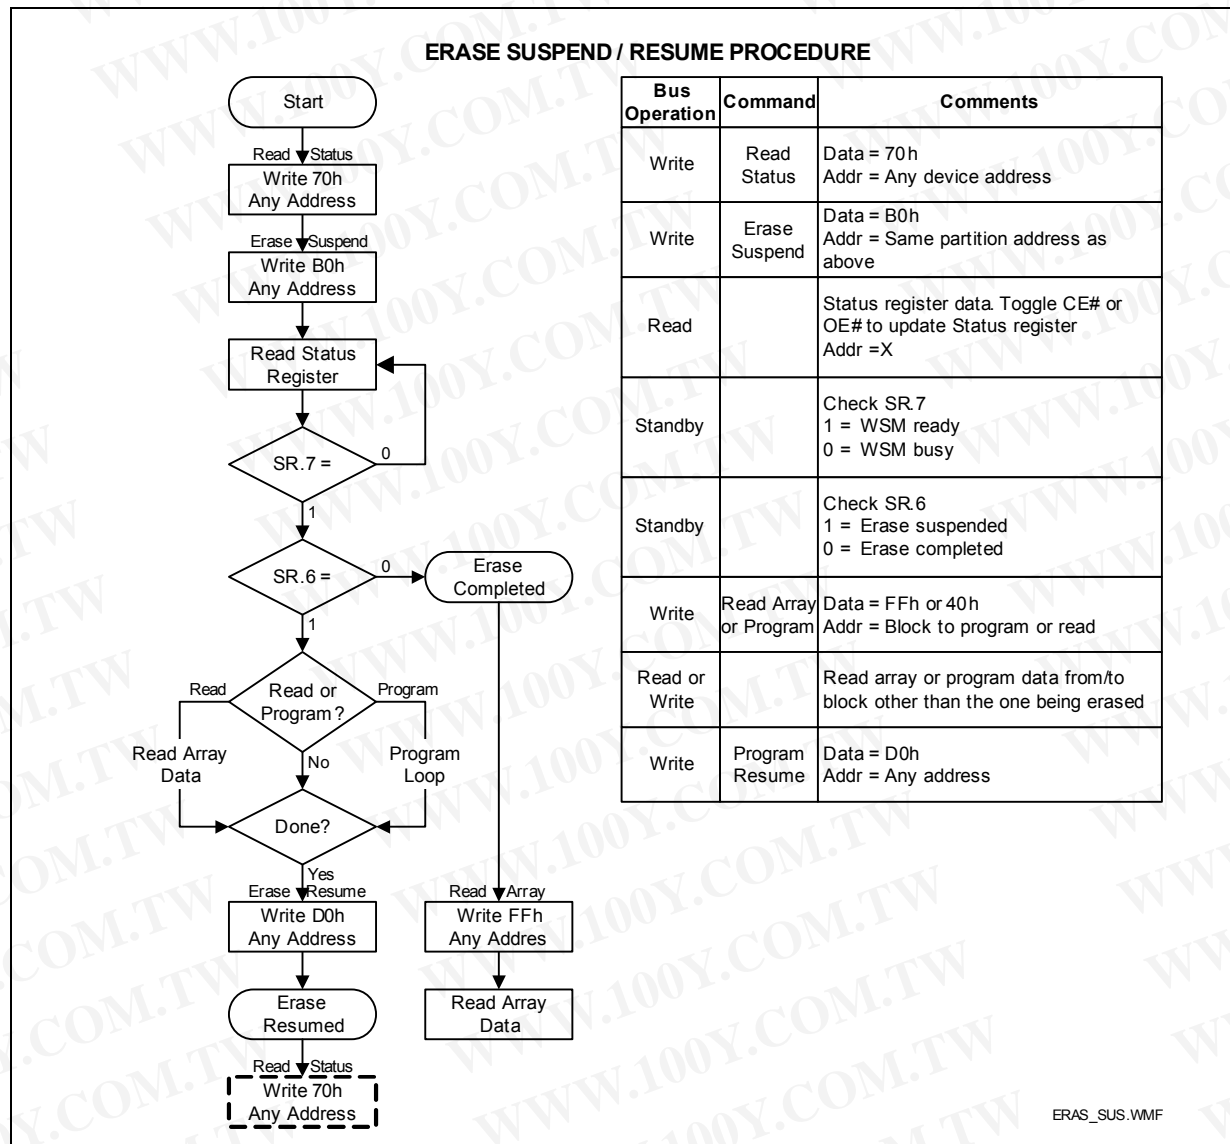 ERASE SUSPEND / RESUME PROCEDURE
Start
Read Status
Write 70h
Any Address
Erase Suspend
Write B0h
Any Address
Read Status
Register
SR.7 =
0
1
SR.6 =
0
Erase
Completed
1
Read
Read or
Program?
Program
Read Array
Data
No
Program
Loop
Done?
Yes
Erase Resume
Write D0h
Any Address
Read Array
Write FFh
Any Addres
Erase
Resumed
Read Array
Data
Read Status
Write 70h
Any Address
Bus
Operation
Command
Comments
Write
Read
Status
Data = 70h
Addr = Any device address
Write
Erase
Suspend
Data = B0h
Addr = Same partition address as
above
Read
Status register data. Toggle CE# or
OE# to update Status register
Addr =X
Standby
Check SR.7
1 = WSM ready
0 = WSM busy
Standby
Check SR.6
1 = Erase suspended
0 = Erase completed
Write
Read Array
or Program
Data = FFh or 40h
Addr = Block to program or read
Read or
Write
Read array or program data from/to
block other than the one being erased
Write
Program
Resume
Data = D0h
Addr = Any address
ERAS_SUS.WMF
WWW.100Y.COM.TW